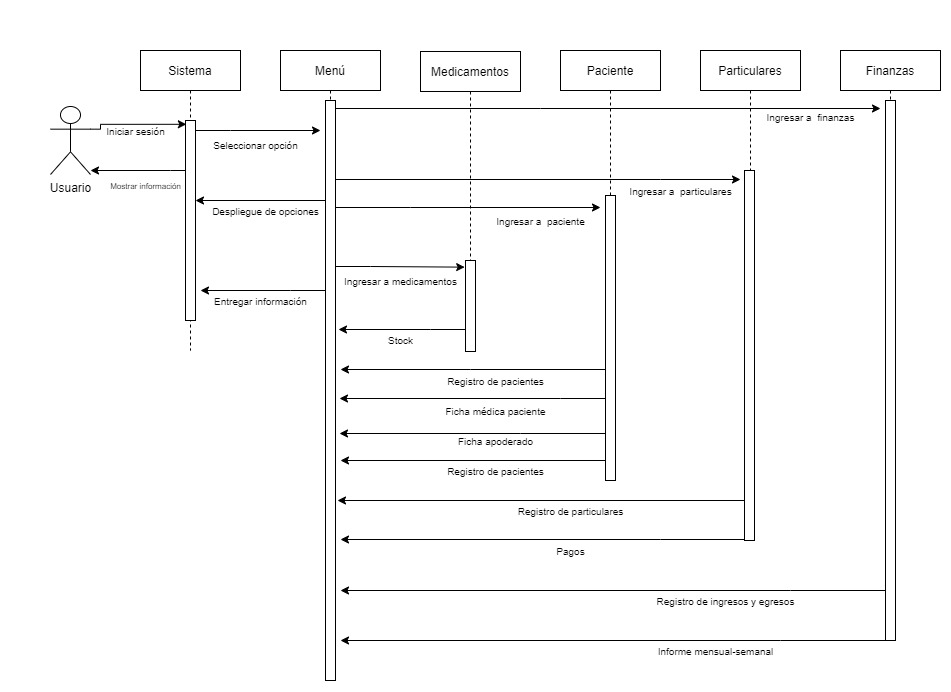 Sistema
Menú
Medicamentos
Paciente
Particulares
Finanzas
Ingresar a finanzas
Iniciar sesión
Seleccionar opción
Usuario
Mostrar información
Ingresar a particulares
Despliegue de opciones
Ingresar a paciente
Ingresar a medicamentos
Entregar información
Stock
Registro de pacientes
Ficha médica paciente
Ficha apoderado
Registro de pacientes
Registro de particulares
Pagos
Registro de ingresos y egresos
Informe mensual-semanal